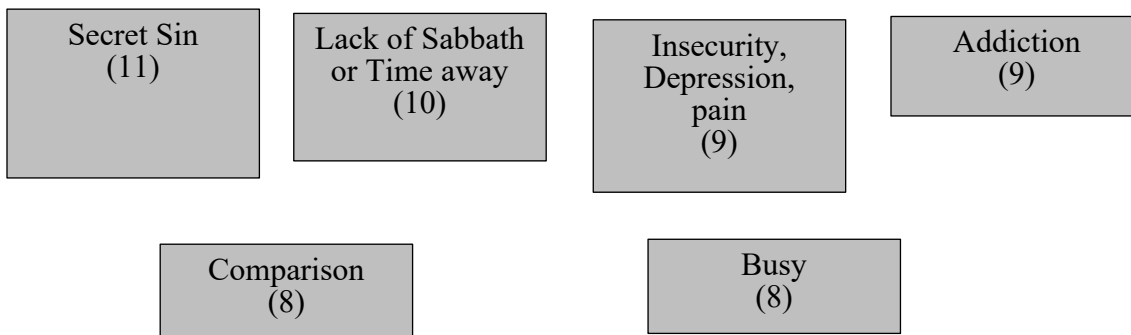 Secret Sin
(11)
Lack of Sabbath
or Time away
(10)
Insecurity,
Depression,
pain
(9)
Addiction
(9)
Comparison
(8)
Busy
(8)